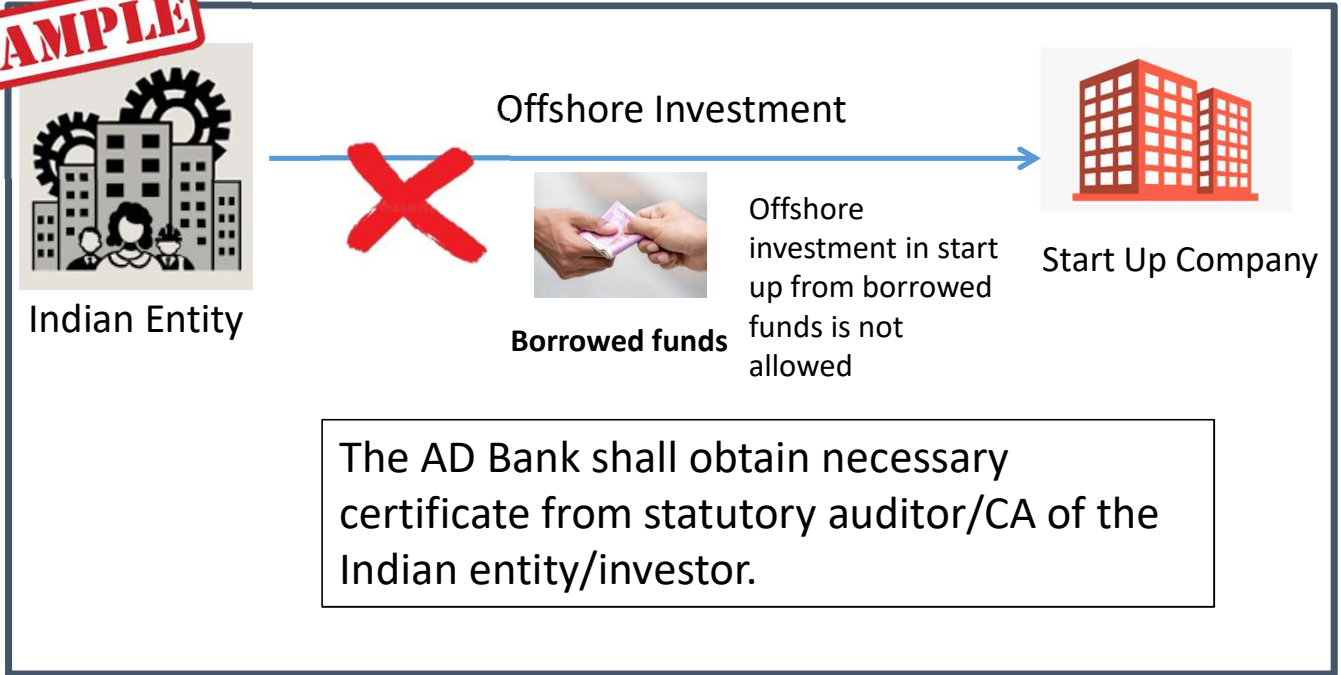 AMPLE
Offshore Investment
Indian Entity
Borrowed funds
Offshore
investment in start
up from borrowed
funds is not
allowed
Start Up Company
The AD Bank shall obtain necessary
certificate from statutory auditor/CA of the
Indian entity/investor.